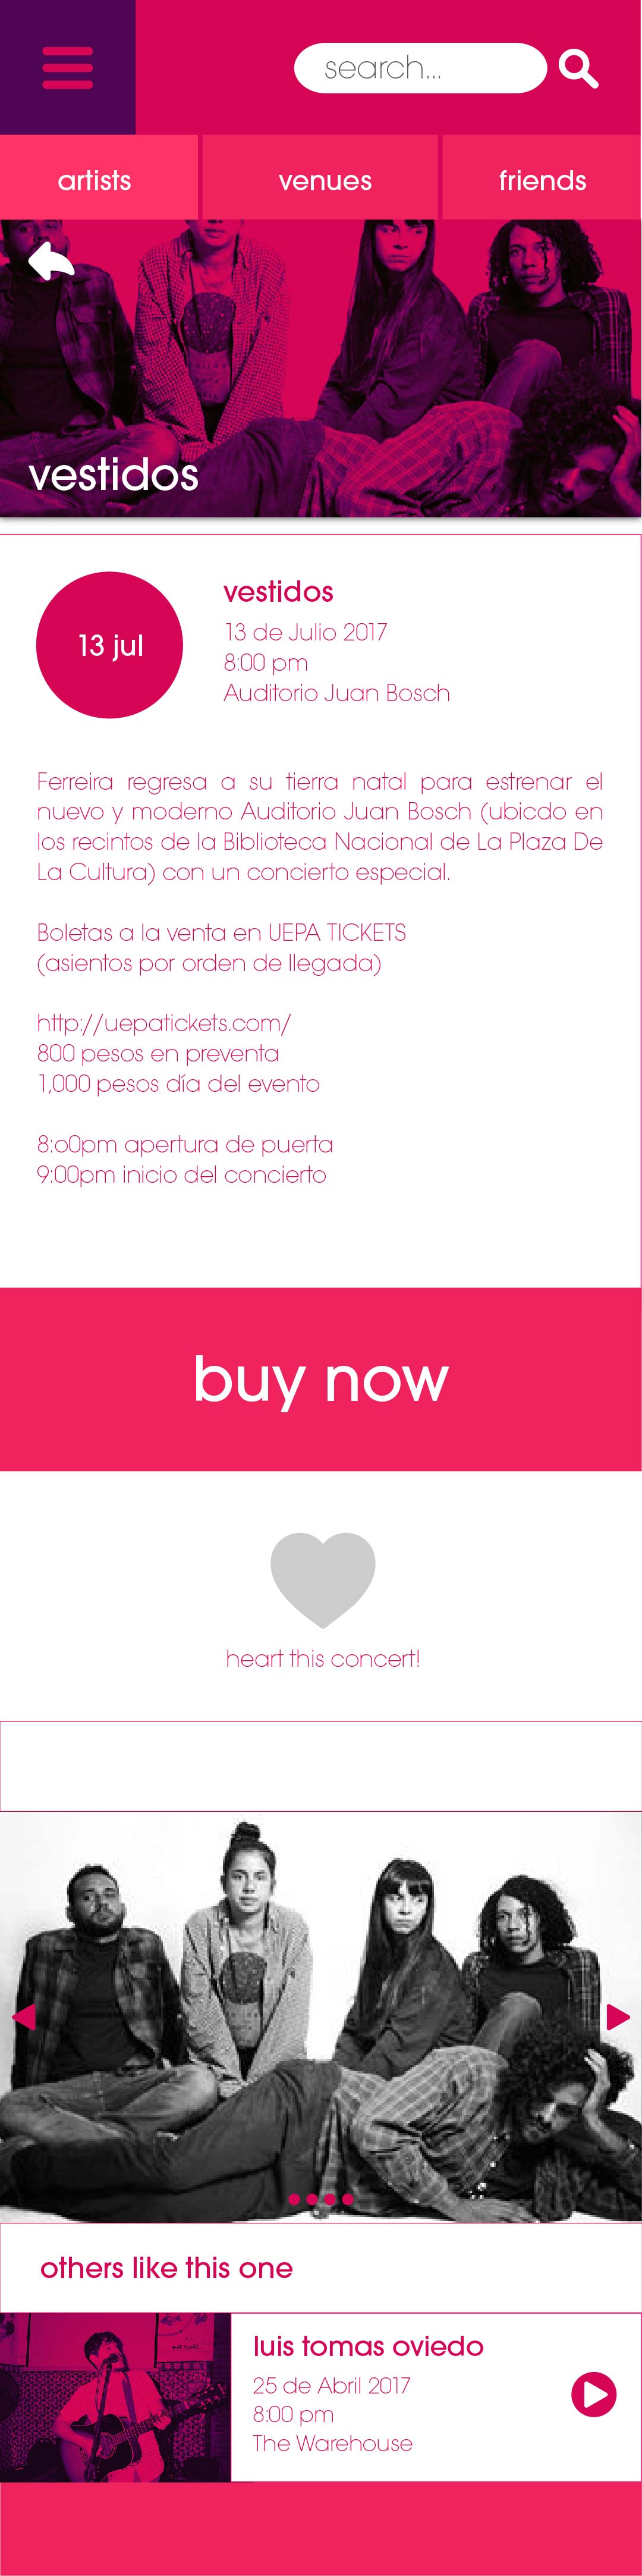 search...
artists
venues
friends
vestidos
13 jul
vestidos
13 de Julio 2017
8:00 pm
Auditorio Juan Bosch
Ferreira regresa a su tierra natal para estrenar el
nuevo y moderno Auditorio Juan Bosch (ubicdo en
los recintos de la Biblioteca Nacional de La Plaza De
La Cultura) con un concierto especial.
Boletas a la venta en UEPA TICKETS
(asientos por orden de llegada)
http://uepatickets.com/
800 pesos en preventa
1,000 pesos día del evento
8:o0pm apertura de puerta
9:00pm inicio del concierto
buy now
heart this concert!
others like this one
luis tomas oviedo
25 de Abril 2017
8:00 pm
The Warehouse